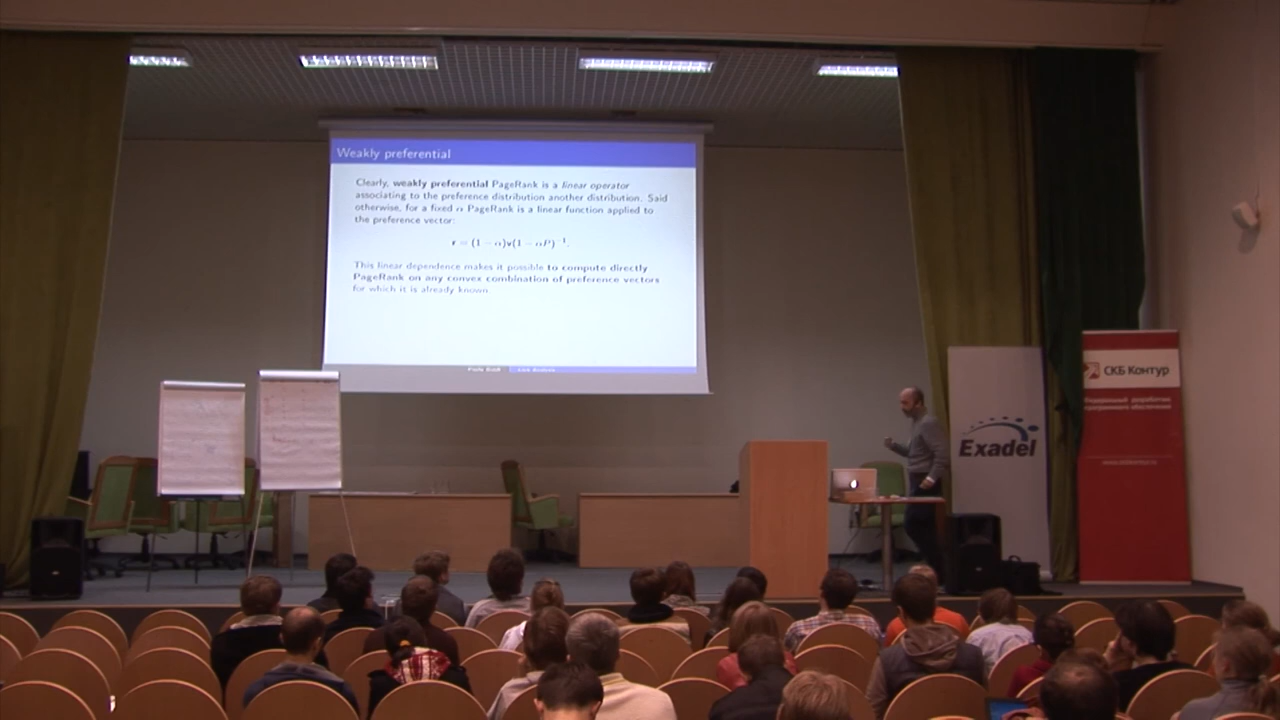 Weakly preferential
Clearly, weakly preferential PageRank is a linear operator
associating to the preference distribution another distribution. Said
otherwise, for a fixed α PageRank is a linear function applied to
the preference vector:
r = (1 − α)v(1 − αP)⁻¹.
This linear dependence makes it possible to compute directly
PageRank on any convex combination of preference vectors
for which it is already known
Exadel
СКБ Контур